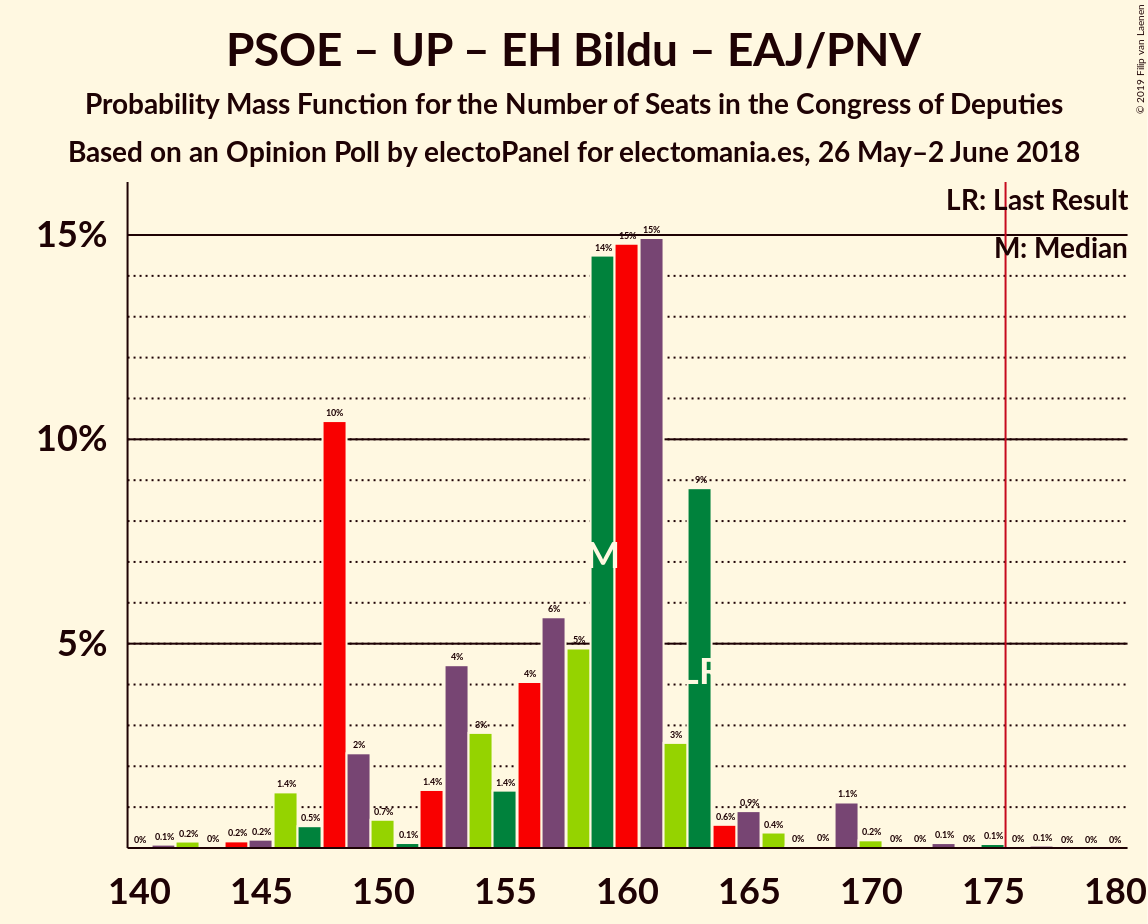 PSOE – UP – EH Bildu – EAJ/PNV
Probability Mass Function for the Number of Seats in the Congress of Deputies
Based on an Opinion Poll by electoPanel for electomania.es, 26 May–2 June 2018
© 2019 Filip van Laenen
LR: Last Result
M: Median
15%
10%
5%
0% 0.1% 0.2% 0% 0.2% 0.2% 1.4% 0.5% 10% 2% 0.7% 0.1% 1.4% 4% 3% 1.4% 4% 6% 5% 14% 15% 15% 3% 9% 0.6% 0.9% 0.4% 0% 0% 1.1% 0.2% 0% 0% 0.1% 0% 0.1% 0% 0.1% 0% 0% 0%
M
LR
140 145 150 155 160 165 170 175 180